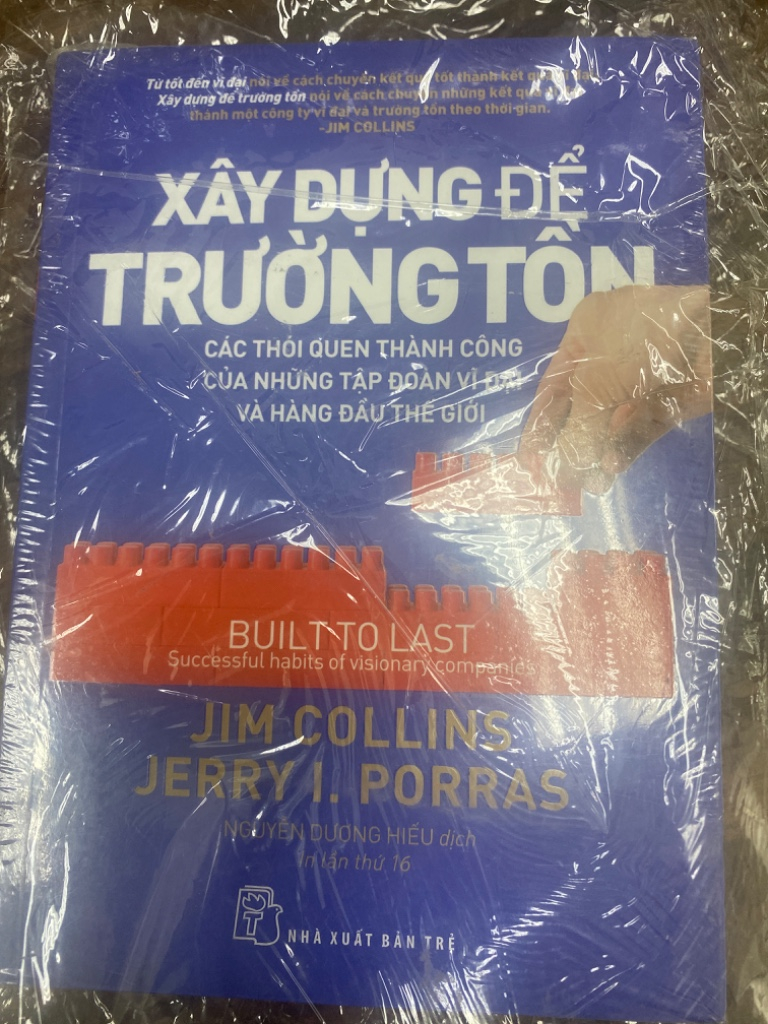 Từ tốt đến vĩ đại nói về cách chuyển kết quả tốt thành kết quả vĩ đại
Xây dựng để trường tồn nói về cách chuyển những kết quả
thành một công ty vĩ đại và trường tồn theo thời gian.
-JIM COLLINS
XÂY DỰNG ĐỂ
TRƯỜNG TỒN
CÁC THÓI QUEN THÀNH CÔNG
CỦA NHỮNG TẬP ĐOÀN VĨ ĐẠI
VÀ HÀNG ĐẦU THẾ GIỚI
BUILT TO LAST
Successful habits of visionary companies
JIM COLLINS
JERRY I. PORRAS
NGUYỄN DƯƠNG HIẾU dịch
In lần thứ 16
T
NHÀ XUẤT BẢN TRẺ